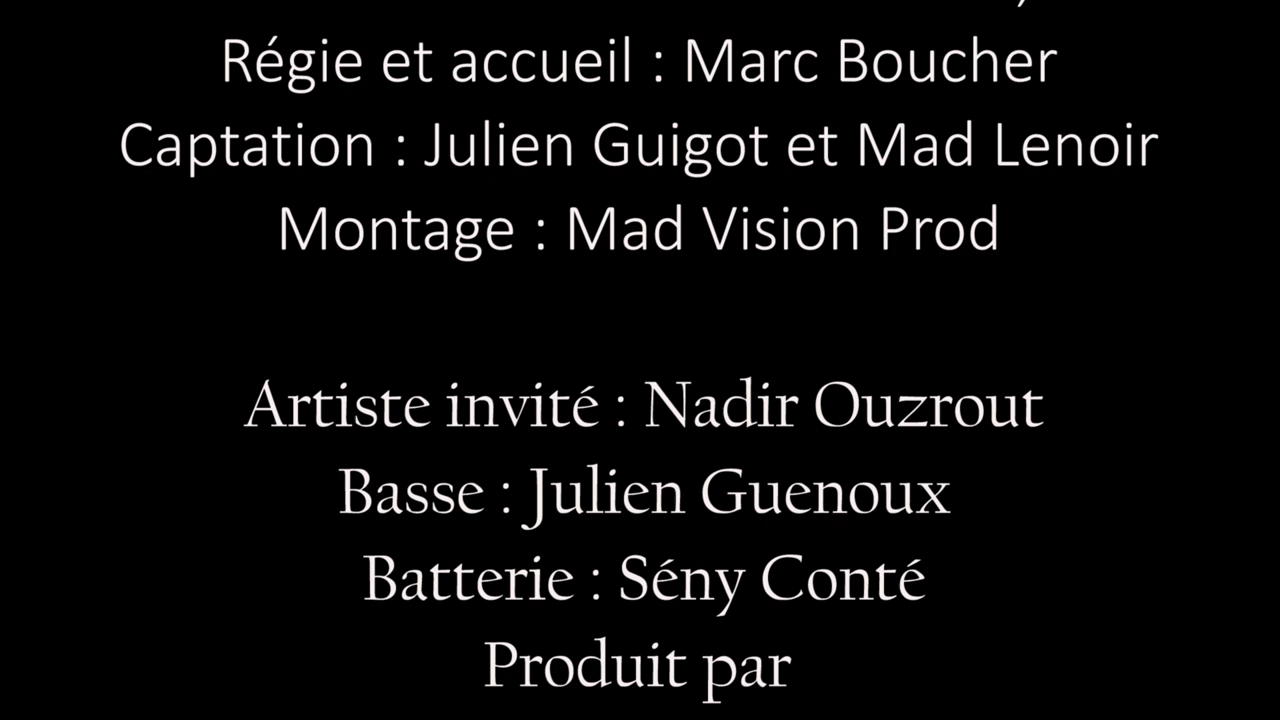 Régie et accueil : Marc Boucher
Captation : Julien Guigot et Mad Lenoir
Montage : Mad Vision Prod
Artiste invité : Nadir Ouzrout
Basse : Julien Guenoux
Batterie : Sény Conté
Produit par